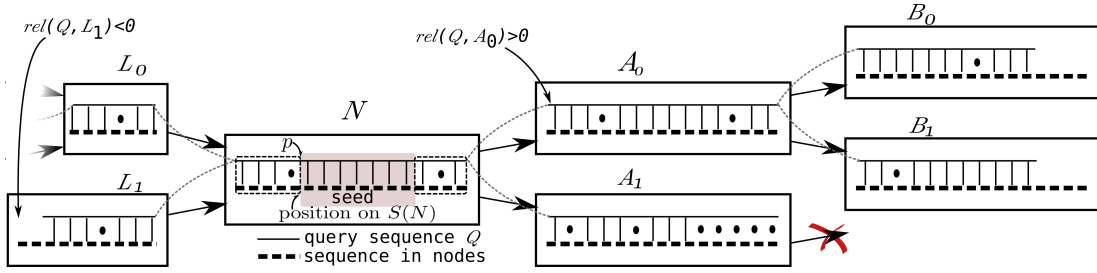 rel(Q, L₁)<0
rel(Q, A₀)>0
L₀
N
A₀
B₀
p
L₁
seed
position on S(N)
A₁
B₁
query sequence Q
sequence in nodes